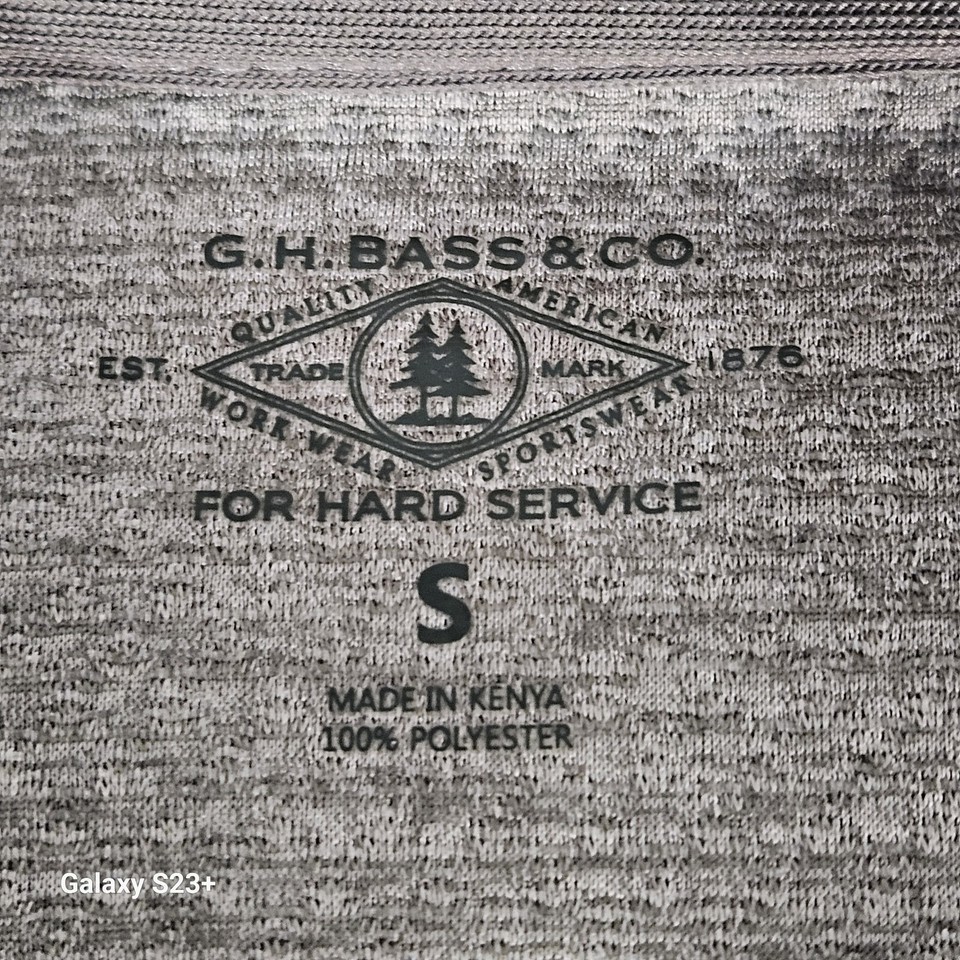 G.H. BASS & CO.
QUALITY AMERICAN
EST. TRADE MARK 1876
WORK WEAR SPORTSWEAR
FOR HARD SERVICE
S
MADE IN KENYA
100% POLYESTER
Galaxy S23+